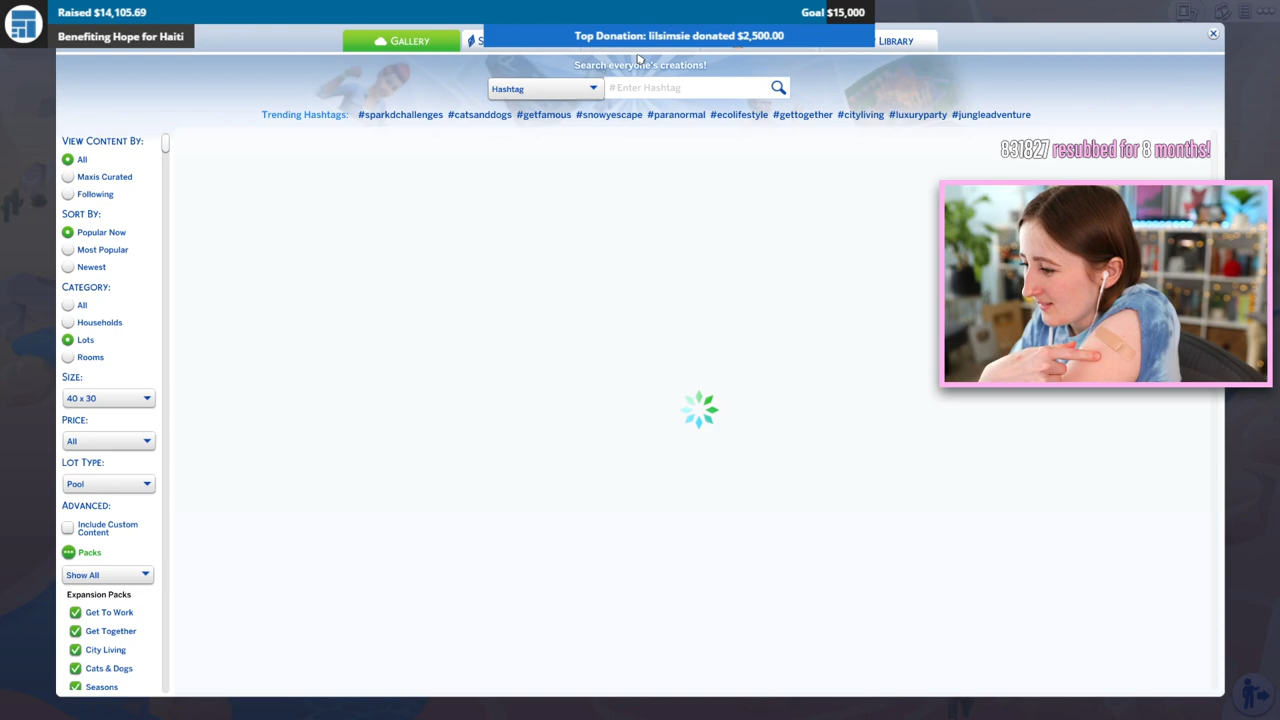 Raised $14,105.69
Goal $15,000
Benefiting Hope for Haiti
Top Donation: lilsimsie donated $2,500.00
Gallery
S
Library
Search everyone's creations!
Hashtag
# Enter Hashtag
Trending Hashtags: #sparkdchallenges #catsanddogs #getfamous #snowyescape #paranormal #ecolifestyle #gettogether #cityliving #luxuryparty #jungleadventure
831827 resubbed for 8 months!
View Content By:
All
Maxis Curated
Following
Sort By:
Popular Now
Most Popular
Newest
Category:
All
Households
Lots
Rooms
Size:
40 x 30
Price:
All
Lot Type:
Pool
Advanced:
Include Custom
Content
Packs
Show All
Expansion Packs
Get To Work
Get Together
City Living
Cats & Dogs
Seasons